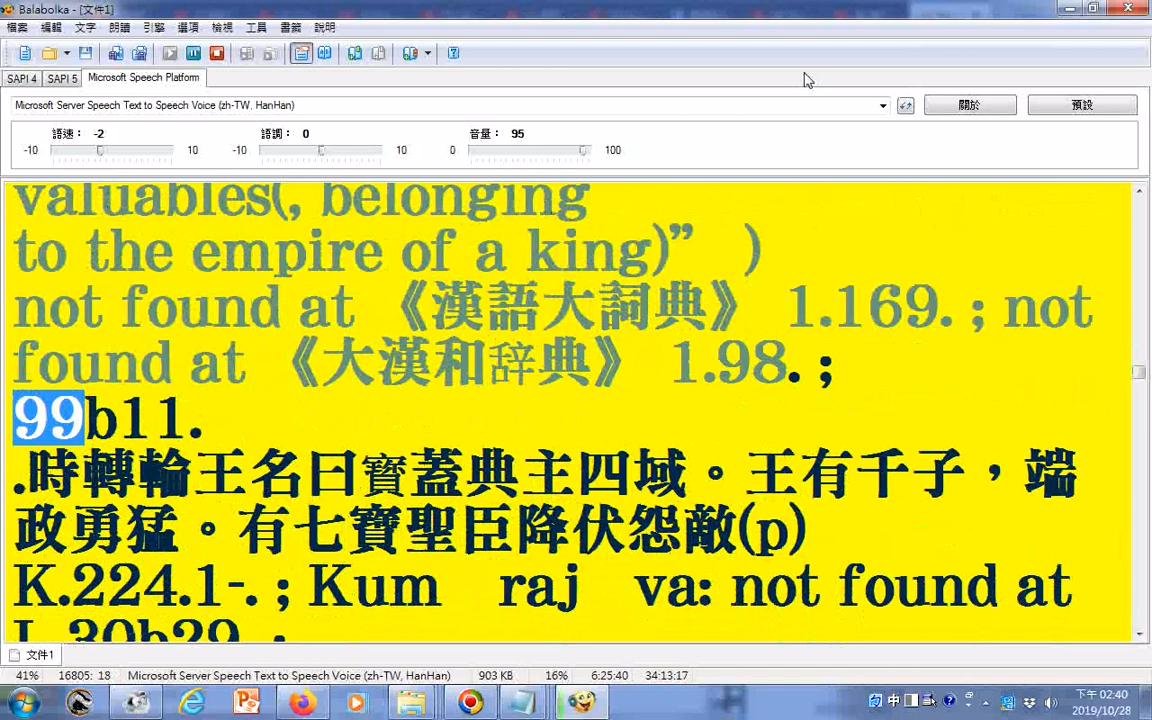 Balabolka - [文件1]
檔案 編輯 文字 朗讀 引擎 選項 檢視 工具 書籤 說明
SAPI 4 SAPI 5 Microsoft Speech Platform
Microsoft Server Speech Text to Speech Voice (zh-TW, HanHan) 關於 預設
語速： -2 語調： 0 音量： 95
-10 10 -10 10 0 100
valuables(, belonging
to the empire of a king)” )
not found at 《漢語大詞典》 1.169. ; not
found at 《大漢和辞典》 1.98. ;
99b11.
.時轉輪王名曰寶蓋典主四域。王有千子，端
政勇猛。有七寶聖臣降伏怨敵(p)
K.224.1-. ; Kum raj va: not found at
L.30b29. ;
文件1
41% 16805: 18 Microsoft Server Speech Text to Speech Voice (zh-TW, HanHan) 903 KB 16% 6:25:40 34:13:17
中 下午 02:40
2019/10/28